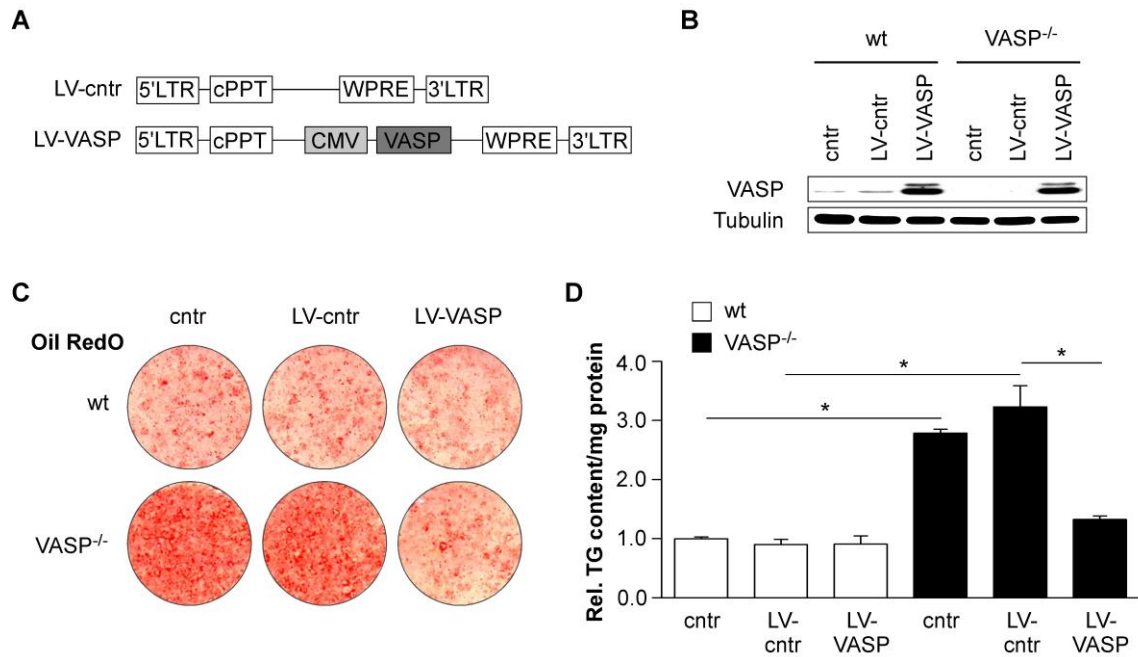 A
LV-cntr 5'LTR cPPT WPRE 3'LTR
LV-VASP 5'LTR cPPT CMV VASP WPRE 3'LTR
B
wt VASP-/-
cntr LV-cntr LV-VASP cntr LV-cntr LV-VASP
VASP
Tubulin
C
cntr LV-cntr LV-VASP
Oil RedO
wt
VASP-/-
D
wt
VASP-/-
Rel. TG content/mg protein
4.0
3.0
2.0
1.0
0.0
*
*
*
cntr LV- LV- cntr LV- LV-
cntr VASP cntr VASP